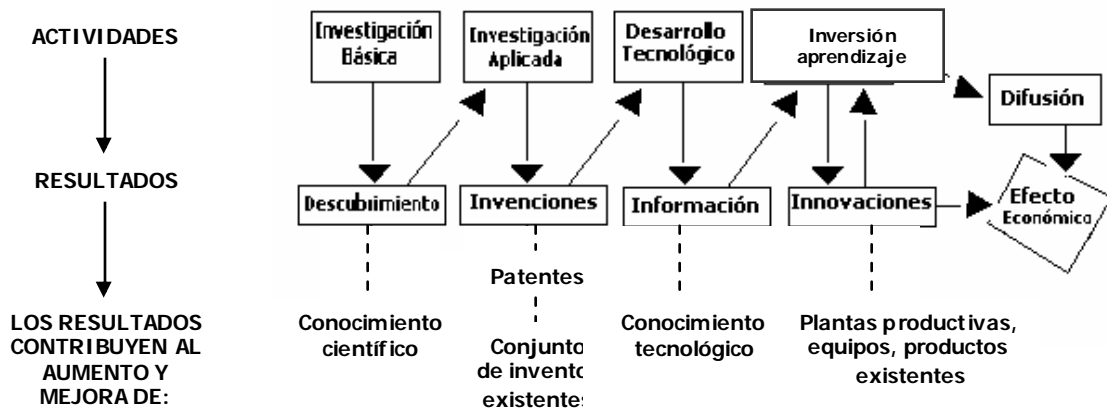 ACTIVIDADES
Investigación
Básica
Investigación
Aplicada
Desarrollo
Tecnológico
Inversión
aprendizaje
Difusión
RESULTADOS
Descubrimiento
Invenciones
Información
Innovaciones
Efecto
Económico
Patentes
LOS RESULTADOS
CONTRIBUYEN AL
AUMENTO Y
MEJORA DE:
Conocimiento
científico
Conjunto
de invento
existente
Conocimiento
tecnológico
Plantas productivas,
equipos, productos
existentes